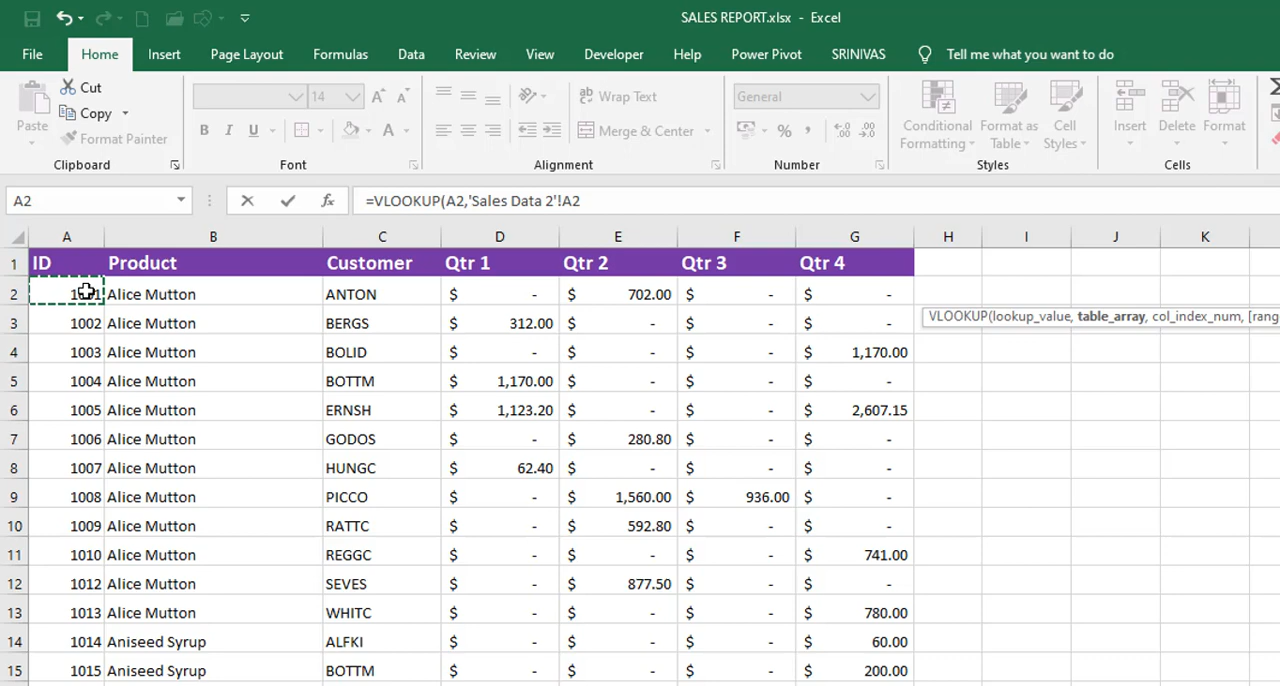 SALES REPORT.xlsx - Excel
File Home Insert Page Layout Formulas Data Review View Developer Help Power Pivot SRINIVAS Tell me what you want to do
Paste Cut 14 Wrap Text General
Copy Conditional Formatting Format as Table Cell Styles Insert Delete Format
Format Painter B I U Merge & Center $ % ,
Clipboard Font Alignment Number Styles Cells
A2 fx =VLOOKUP(A2,'Sales Data 2'!A2
A B C D E F G H I J K
1 ID Product Customer Qtr 1 Qtr 2 Qtr 3 Qtr 4
2 Alice Mutton ANTON $ - $ 702.00 $ - $ -
VLOOKUP(lookup_value, table_array, col_index_num, [rang
3 1002 Alice Mutton BERGS $ 312.00 $ - $ - $ -
4 1003 Alice Mutton BOLID $ - $ - $ - $ 1,170.00
5 1004 Alice Mutton BOTTM $ 1,170.00 $ - $ - $ -
6 1005 Alice Mutton ERNSH $ 1,123.20 $ - $ - $ 2,607.15
7 1006 Alice Mutton GODOS $ - $ 280.80 $ - $ -
8 1007 Alice Mutton HUNGC $ 62.40 $ - $ - $ -
9 1008 Alice Mutton PICCO $ - $ 1,560.00 $ 936.00 $ -
10 1009 Alice Mutton RATTC $ - $ 592.80 $ - $ -
11 1010 Alice Mutton REGGC $ - $ - $ - $ 741.00
12 1012 Alice Mutton SEVES $ - $ 877.50 $ - $ -
13 1013 Alice Mutton WHITC $ - $ - $ - $ 780.00
14 1014 Aniseed Syrup ALFKI $ - $ - $ - $ 60.00
15 1015 Aniseed Syrup BOTTM $ - $ - $ - $ 200.00